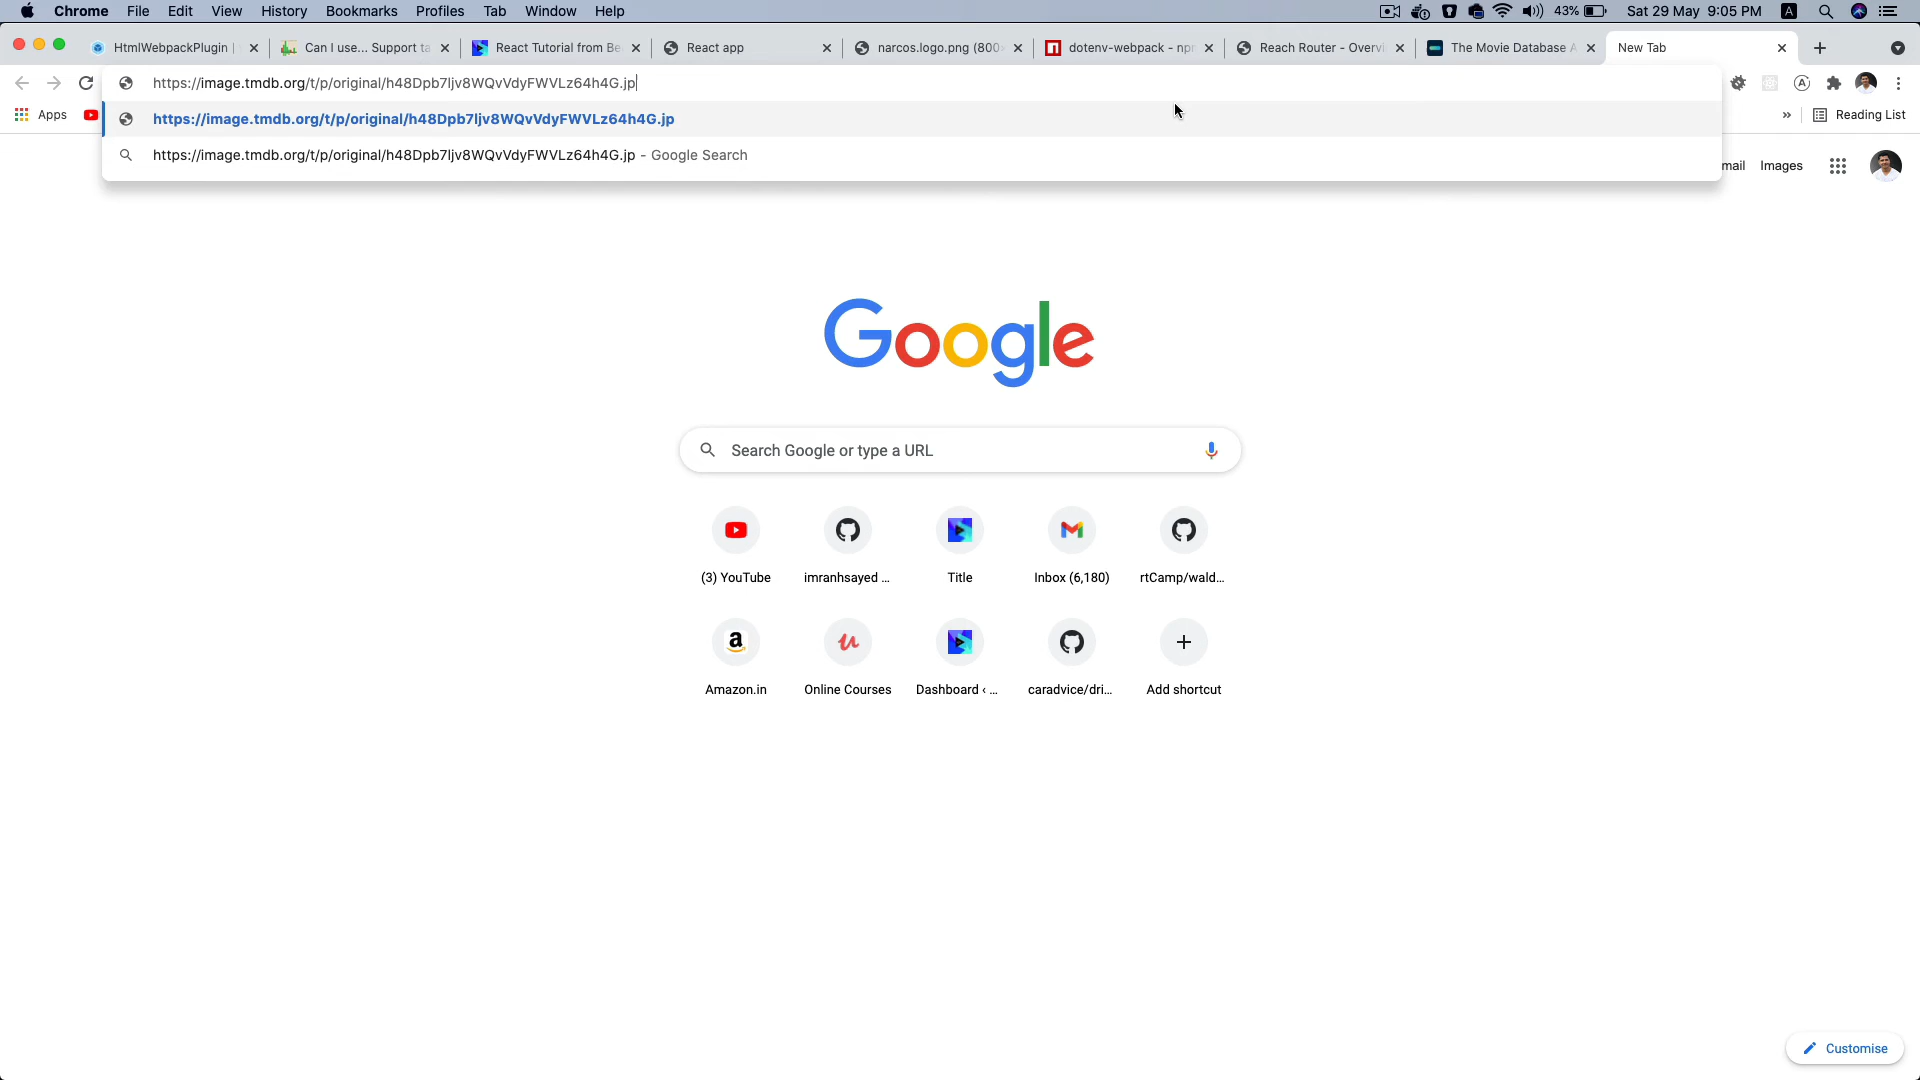 Chrome File Edit View History Bookmarks Profiles Tab Window Help 43% Sat 29 May 9:05 PM A
HtmlWebpackPlugin | Can I use... Support ta React Tutorial from Be React app narcos.logo.png (800× dotenv-webpack - npm Reach Router - Overvi The Movie Database A New Tab
https://image.tmdb.org/t/p/original/h48Dpb7ljv8WQvVdyFWVLz64h4G.jp
Apps » Reading List
https://image.tmdb.org/t/p/original/h48Dpb7ljv8WQvVdyFWVLz64h4G.jp
https://image.tmdb.org/t/p/original/h48Dpb7ljv8WQvVdyFWVLz64h4G.jp - Google Search
mail Images
Google
Search Google or type a URL
(3) YouTube imranhsayed ... Title Inbox (6,180) rtCamp/wald...
Amazon.in Online Courses Dashboard ‹ ... caradvice/dri... Add shortcut
Customise